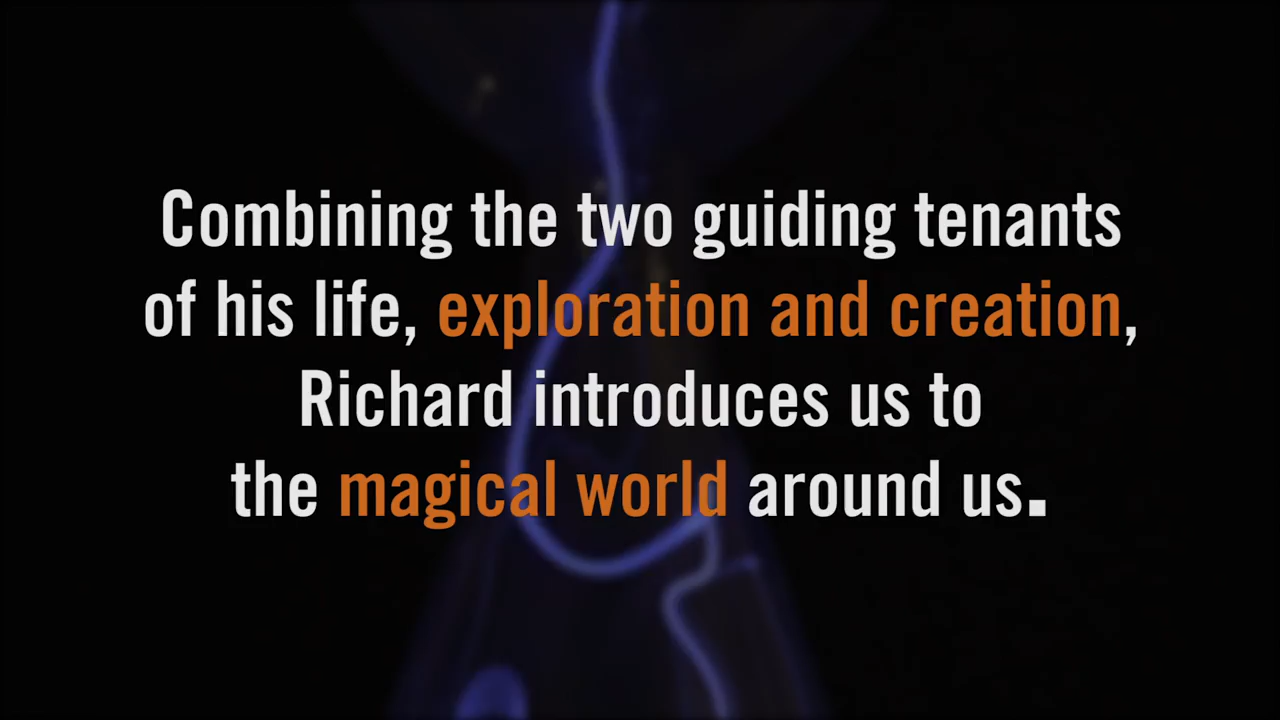 Combining the two guiding tenants
of his life, exploration and creation,
Richard introduces us to
the magical world around us.